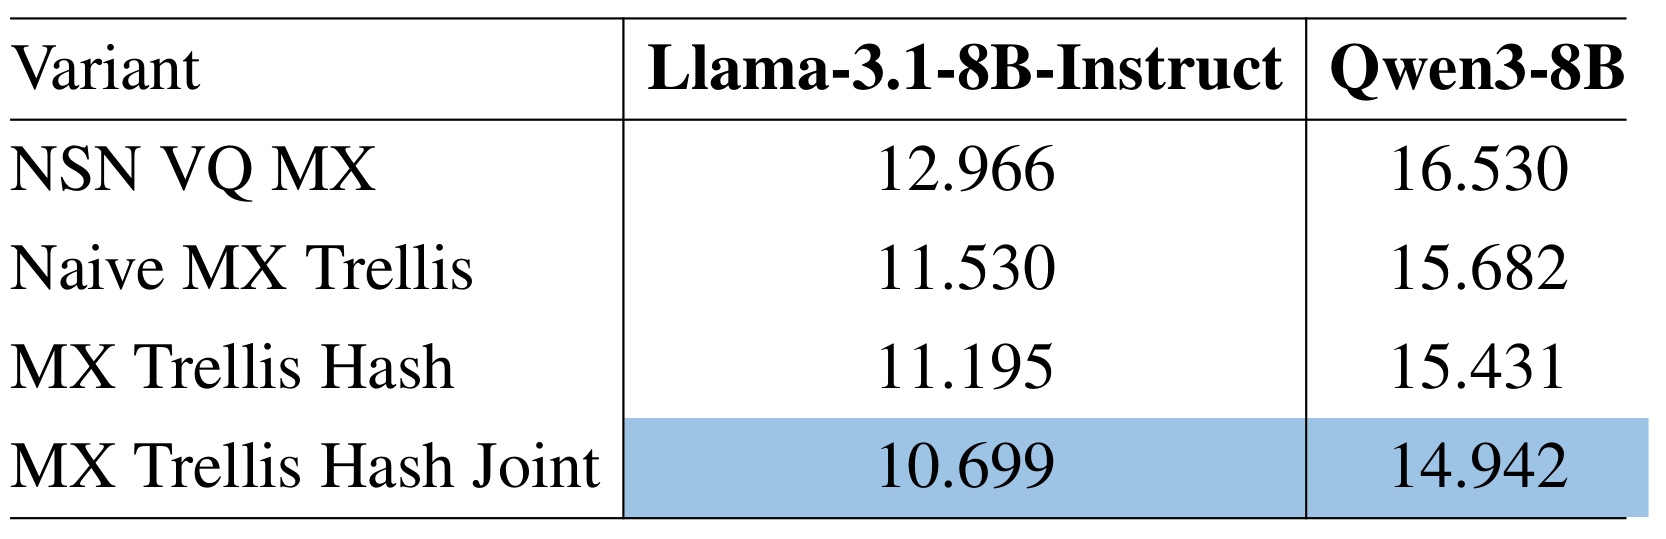 Variant Llama-3.1-8B-Instruct Qwen3-8B
NSN VQ MX 12.966 16.530
Naive MX Trellis 11.530 15.682
MX Trellis Hash 11.195 15.431
MX Trellis Hash Joint 10.699 14.942